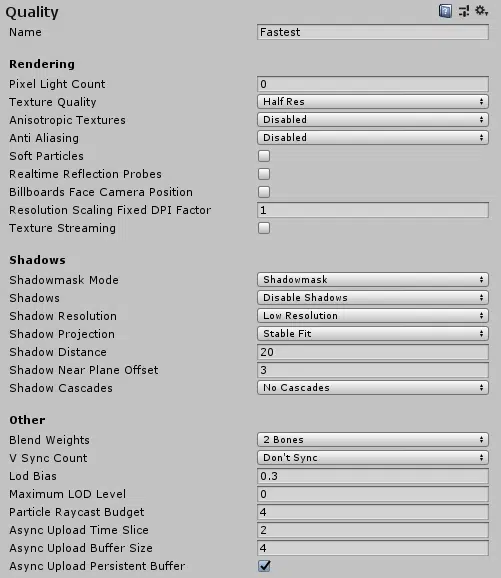 Quality
Name Fastest
Rendering
Pixel Light Count 0
Texture Quality Half Res
Anisotropic Textures Disabled
Anti Aliasing Disabled
Soft Particles
Realtime Reflection Probes
Billboards Face Camera Position
Resolution Scaling Fixed DPI Factor 1
Texture Streaming
Shadows
Shadowmask Mode Shadowmask
Shadows Disable Shadows
Shadow Resolution Low Resolution
Shadow Projection Stable Fit
Shadow Distance 20
Shadow Near Plane Offset 3
Shadow Cascades No Cascades
Other
Blend Weights 2 Bones
V Sync Count Don't Sync
Lod Bias 0.3
Maximum LOD Level 0
Particle Raycast Budget 4
Async Upload Time Slice 2
Async Upload Buffer Size 4
Async Upload Persistent Buffer